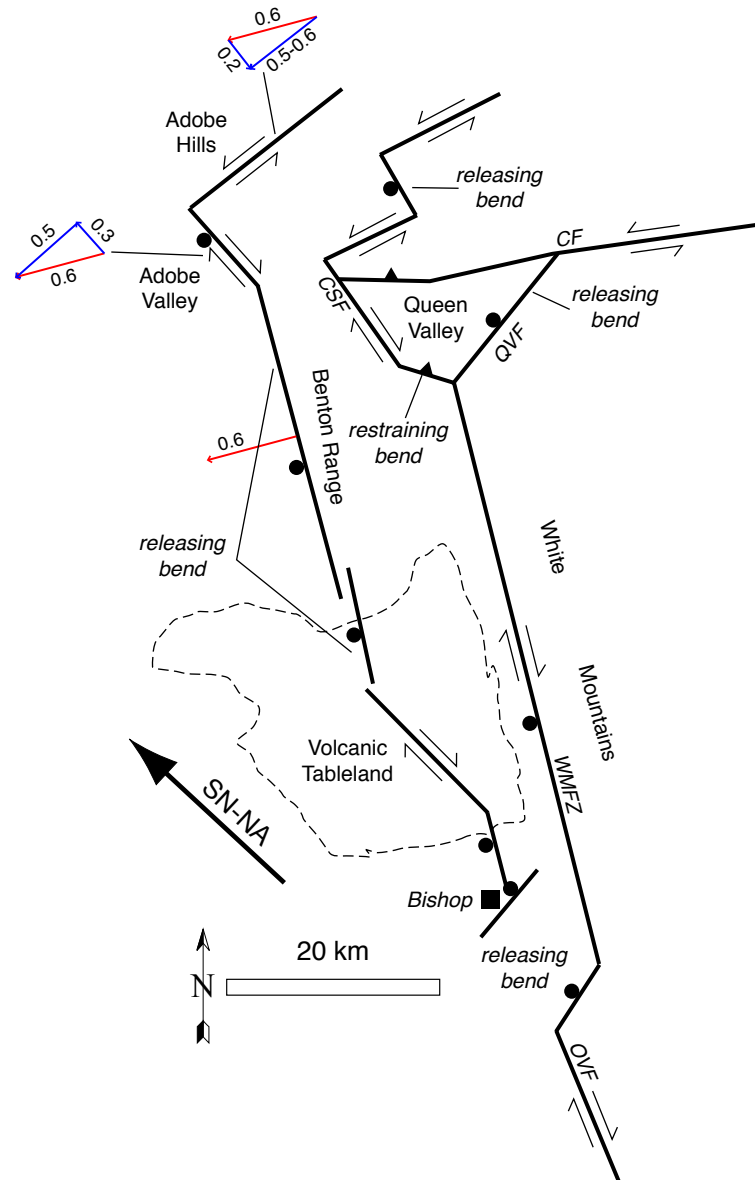 0.6
0.2
0.5-0.6
Adobe
Hills
releasing
bend
0.5
0.3
0.6
Adobe
Valley
CF
CSF
Queen
Valley
releasing
bend
QVF
Benton Range
0.6
restraining
bend
releasing
bend
White
Mountains
Volcanic
Tableland
WMFZ
SN-NA
Bishop
20 km
N
releasing
bend
OVF